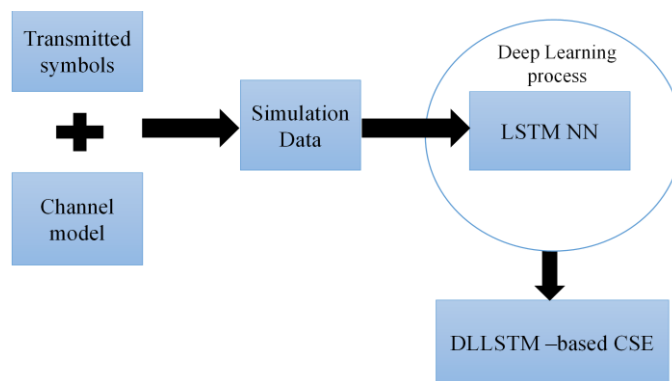 Transmitted
symbols
Channel
model
Simulation
Data
Deep Learning
process
LSTM NN
DLLSTM –based CSE